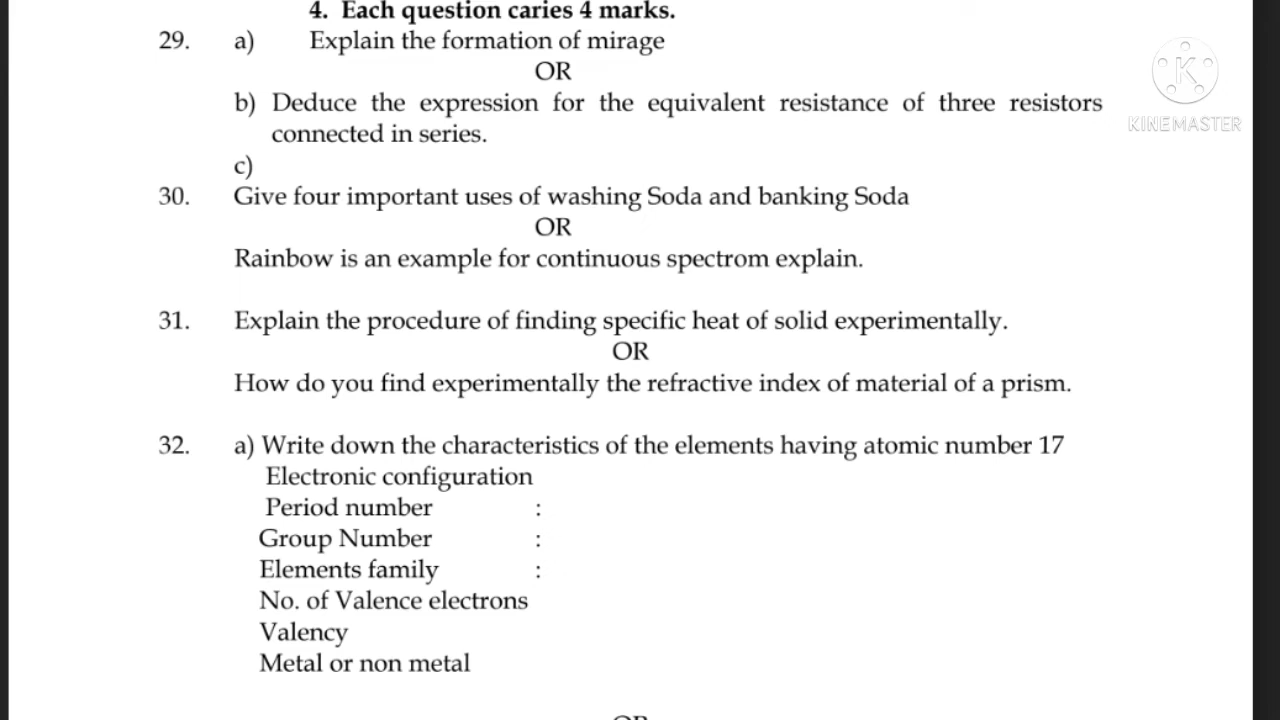 4. Each question caries 4 marks.
29. a) Explain the formation of mirage
OR
b) Deduce the expression for the equivalent resistance of three resistors
connected in series.
c)
30. Give four important uses of washing Soda and banking Soda
OR
Rainbow is an example for continuous spectrom explain.
31. Explain the procedure of finding specific heat of solid experimentally.
OR
How do you find experimentally the refractive index of material of a prism.
32. a) Write down the characteristics of the elements having atomic number 17
Electronic configuration
Period number :
Group Number :
Elements family :
No. of Valence electrons
Valency
Metal or non metal
K
KINEMASTER